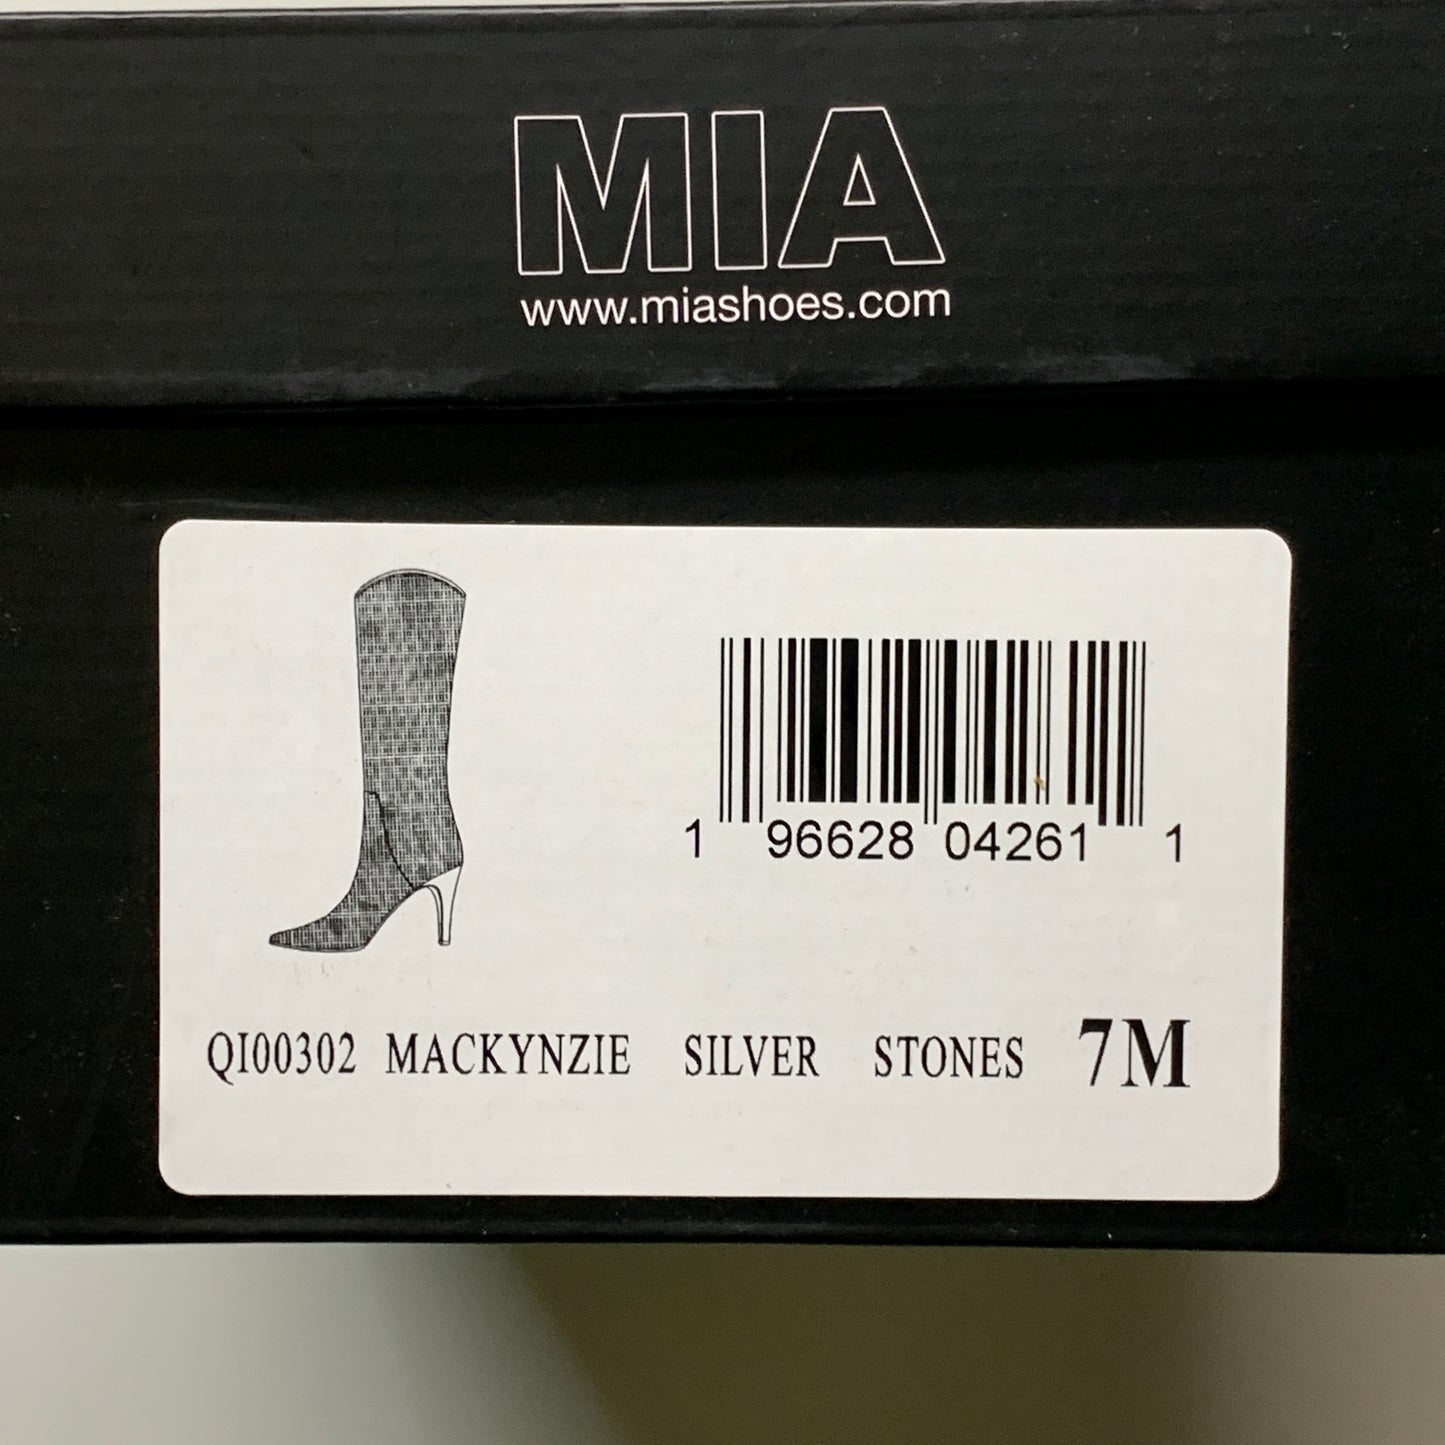 MIA
www.miashoes.com
1 96628 04261 1
QI00302 MACKYNZIE SILVER STONES 7M